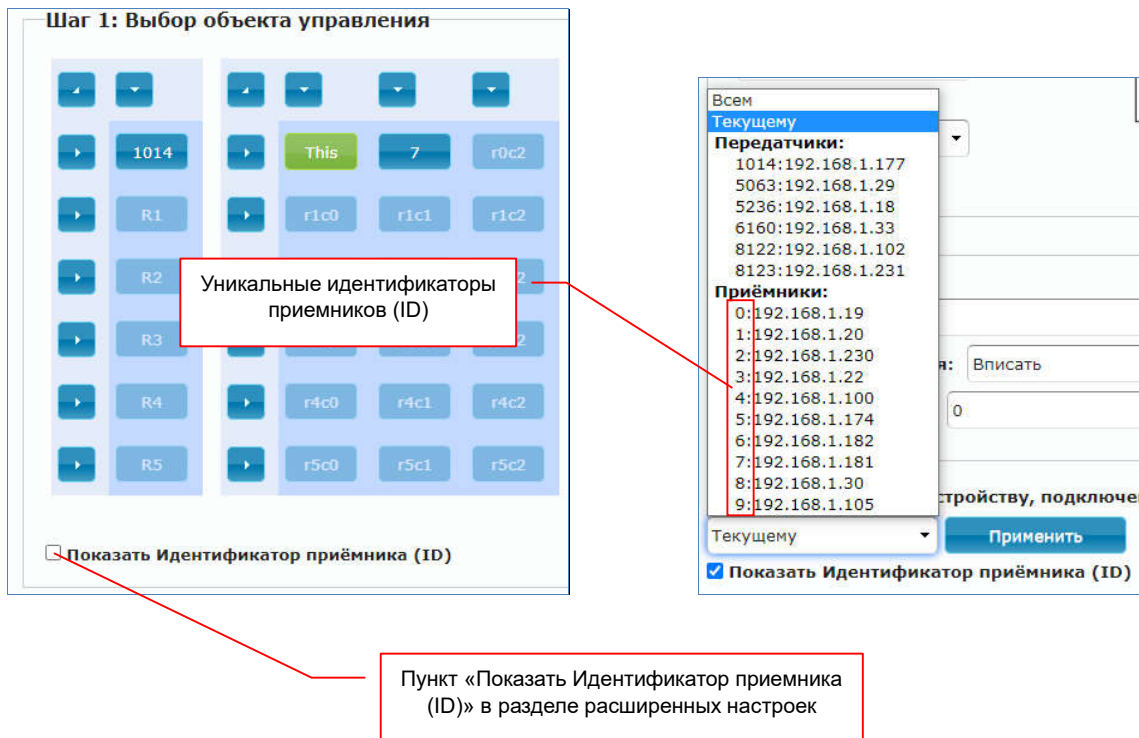 Шаг 1: Выбор объекта управления
1014 This 7 r0c2
R1 r1c0 r1c1 r1c2
R2
R3
R4 r4c0 r4c1 r4c2
R5 r5c0 r5c1 r5c2
Уникальные идентификаторы
приемников (ID)
Показать Идентификатор приёмника (ID)
Всем
Текущему
Передатчики:
1014:192.168.1.177
5063:192.168.1.29
5236:192.168.1.18
6160:192.168.1.33
8122:192.168.1.102
8123:192.168.1.231
Приёмники:
0:192.168.1.19
1:192.168.1.20
2:192.168.1.230
3:192.168.1.22
4:192.168.1.100
5:192.168.1.174
6:192.168.1.182
7:192.168.1.181
8:192.168.1.30
9:192.168.1.105
я: Вписать
0
стройству, подключе
Текущему
Применить
Показать Идентификатор приёмника (ID)
Пункт «Показать Идентификатор приемника
(ID)» в разделе расширенных настроек